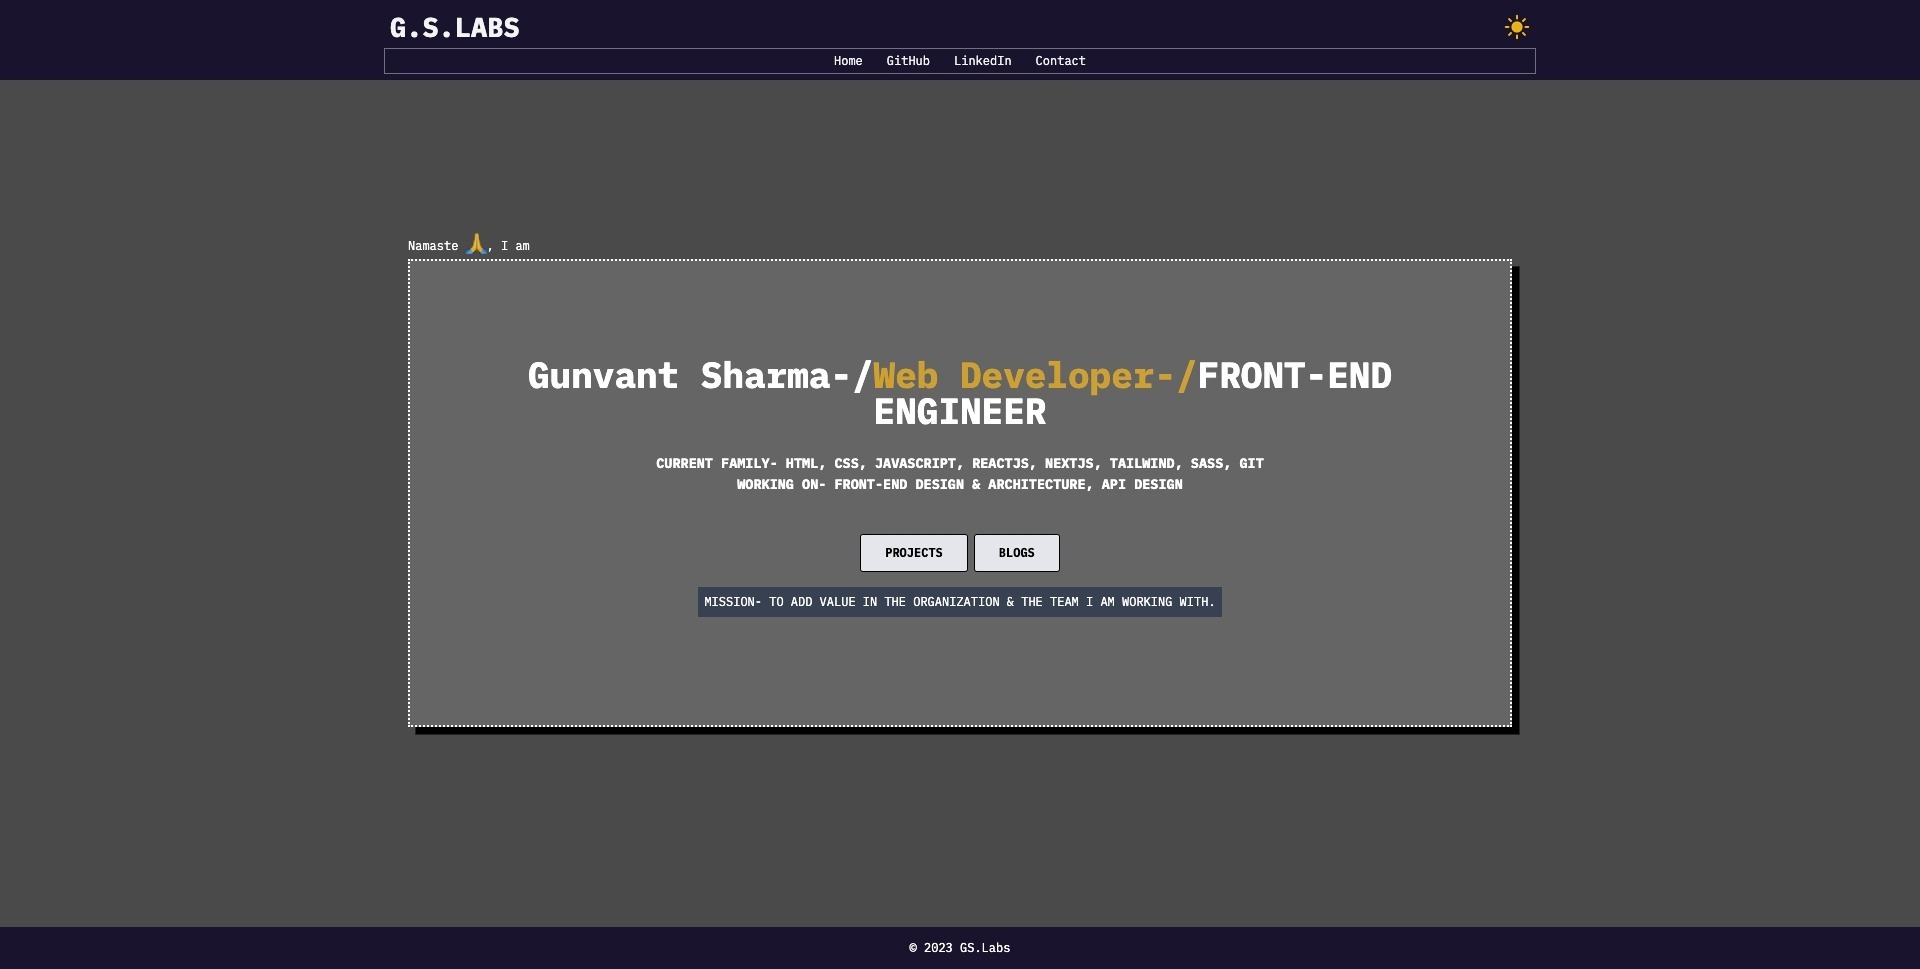 G.S.LABS
Home GitHub LinkedIn Contact
Namaste 🙏, I am
Gunvant Sharma-/Web Developer-/FRONT-END
ENGINEER
CURRENT FAMILY- HTML, CSS, JAVASCRIPT, REACTJS, NEXTJS, TAILWIND, SASS, GIT
WORKING ON- FRONT-END DESIGN & ARCHITECTURE, API DESIGN
PROJECTS BLOGS
MISSION- TO ADD VALUE IN THE ORGANIZATION & THE TEAM I AM WORKING WITH.
© 2023 GS.Labs